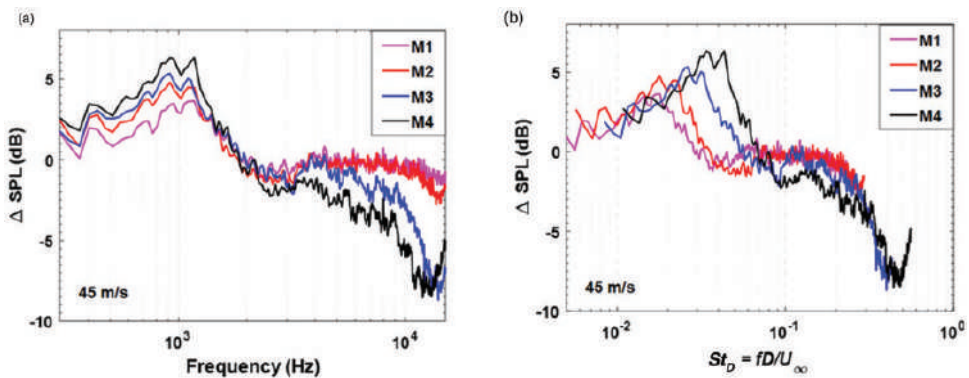 (a)
5
0
-5
-10
Δ SPL (dB)
M1
M2
M3
M4
45 m/s
10³
10⁴
Frequency (Hz)
(b)
5
0
-5
-10
Δ SPL (dB)
M1
M2
M3
M4
45 m/s
10⁻²
10⁻¹
10⁰
St_D = fD/U_∞